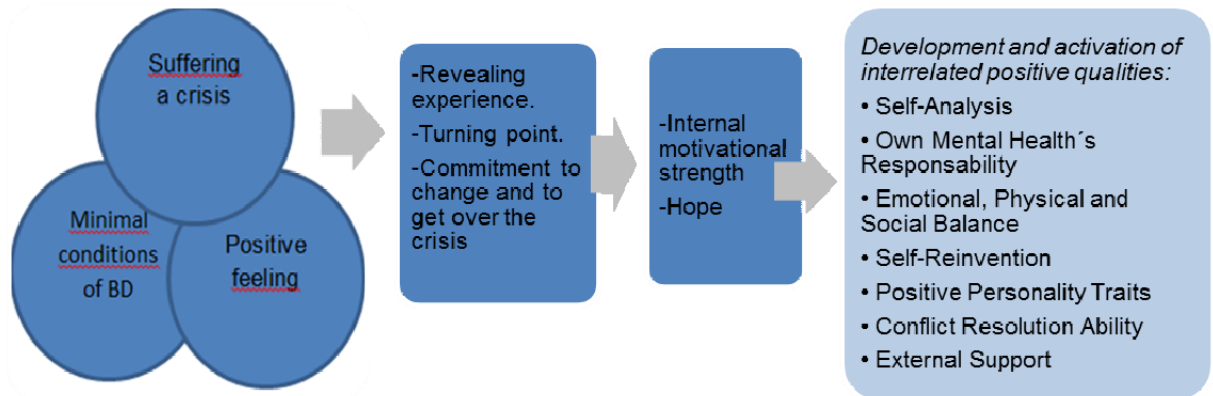 Suffering
a crisis
Minimal
conditions
of BD
Positive
feeling
-Revealing
experience.
-Turning point.
-Commitment to
change and to
get over the
crisis
-Internal
motivational
strength
-Hope
Development and activation of
interrelated positive qualities:
• Self-Analysis
• Own Mental Health´s
Responsability
• Emotional, Physical and
Social Balance
• Self-Reinvention
• Positive Personality Traits
• Conflict Resolution Ability
• External Support